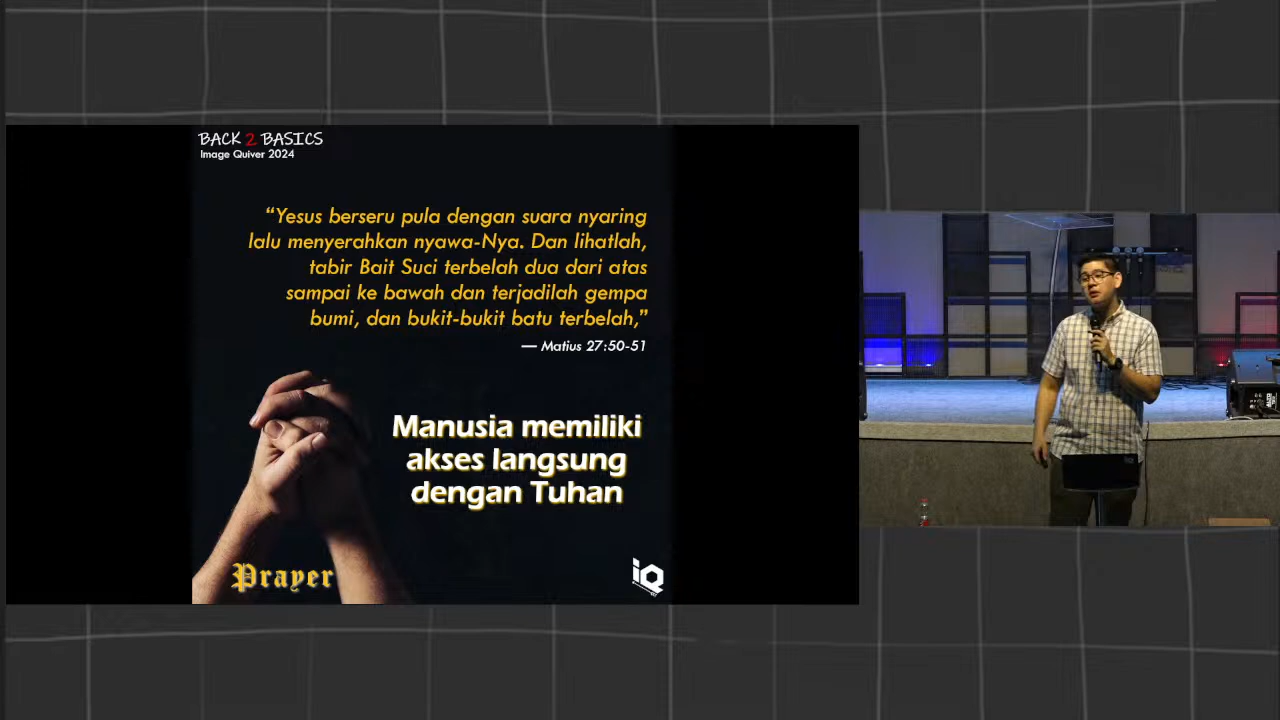 BACK 2 BASICS
Image Quiver 2024
“Yesus berseru pula dengan suara nyaring
lalu menyerahkan nyawa-Nya. Dan lihatlah,
tabir Bait Suci terbelah dua dari atas
sampai ke bawah dan terjadilah gempa
bumi, dan bukit-bukit batu terbelah,”
— Matius 27:50-51
Manusia memiliki
akses langsung
dengan Tuhan
Prayer
iQ